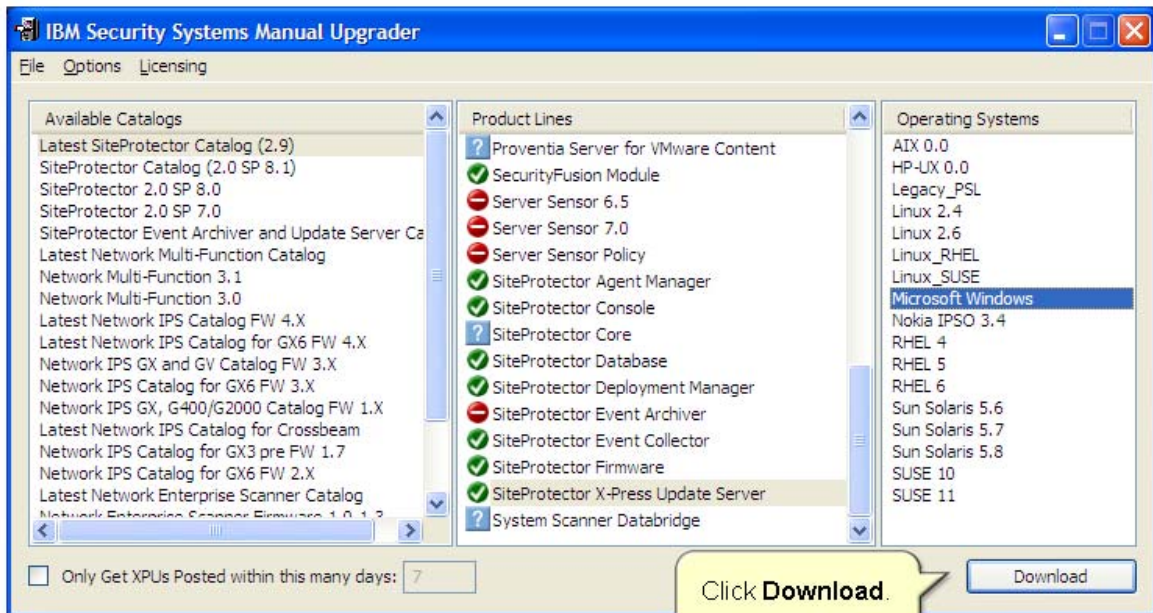 IBM Security Systems Manual Upgrader
File Options Licensing
Available Catalogs
Latest SiteProtector Catalog (2.9)
SiteProtector Catalog (2.0 SP 8.1)
SiteProtector 2.0 SP 8.0
SiteProtector 2.0 SP 7.0
SiteProtector Event Archiver and Update Server Ca
Latest Network Multi-Function Catalog
Network Multi-Function 3.1
Network Multi-Function 3.0
Latest Network IPS Catalog FW 4.X
Latest Network IPS Catalog for GX6 FW 4.X
Network IPS GX and GV Catalog FW 3.X
Network IPS Catalog for GX6 FW 3.X
Network IPS GX, G400/G2000 Catalog FW 1.X
Latest Network IPS Catalog for Crossbeam
Network IPS Catalog for GX3 pre FW 1.7
Network IPS Catalog for GX6 FW 2.X
Latest Network Enterprise Scanner Catalog
Network Enterprise Scanner Firmware 1.0-1.3
Product Lines
Proventia Server for VMware Content
SecurityFusion Module
Server Sensor 6.5
Server Sensor 7.0
Server Sensor Policy
SiteProtector Agent Manager
SiteProtector Console
SiteProtector Core
SiteProtector Database
SiteProtector Deployment Manager
SiteProtector Event Archiver
SiteProtector Event Collector
SiteProtector Firmware
SiteProtector X-Press Update Server
System Scanner Databridge
Operating Systems
AIX 0.0
HP-UX 0.0
Legacy_PSL
Linux 2.4
Linux 2.6
Linux_RHEL
Linux_SUSE
Microsoft Windows
Nokia IPSO 3.4
RHEL 4
RHEL 5
RHEL 6
Sun Solaris 5.6
Sun Solaris 5.7
Sun Solaris 5.8
SUSE 10
SUSE 11
Only Get XPUs Posted within this many days: 7
Click Download.
Download